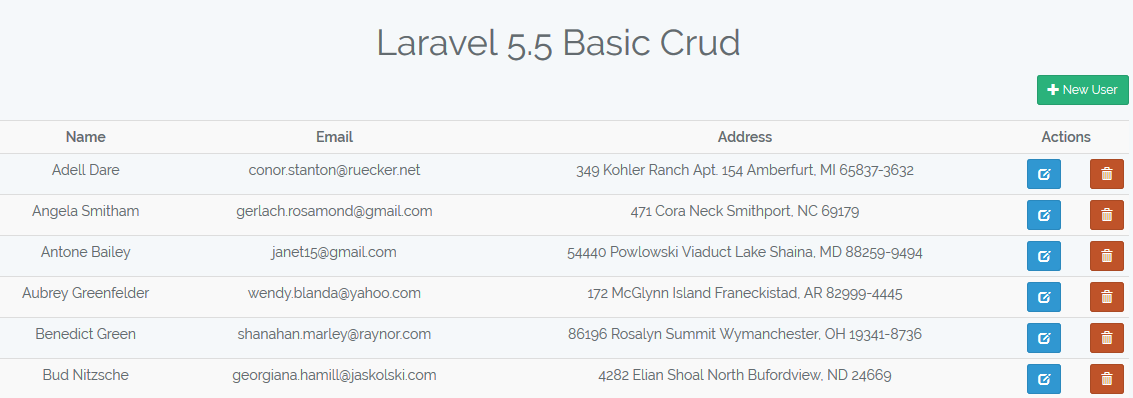 Laravel 5.5 Basic Crud
New User
Name Email Address Actions
Adell Dare conor.stanton@ruecker.net 349 Kohler Ranch Apt. 154 Amberfurt, MI 65837-3632
Angela Smitham gerlach.rosamond@gmail.com 471 Cora Neck Smithport, NC 69179
Antone Bailey janet15@gmail.com 54440 Powlowski Viaduct Lake Shaina, MD 88259-9494
Aubrey Greenfelder wendy.blanda@yahoo.com 172 McGlynn Island Franeckistad, AR 82999-4445
Benedict Green shanahan.marley@raynor.com 86196 Rosalyn Summit Wymanchester, OH 19341-8736
Bud Nitzsche georgiana.hamill@jaskolski.com 4282 Elian Shoal North Bufordview, ND 24669